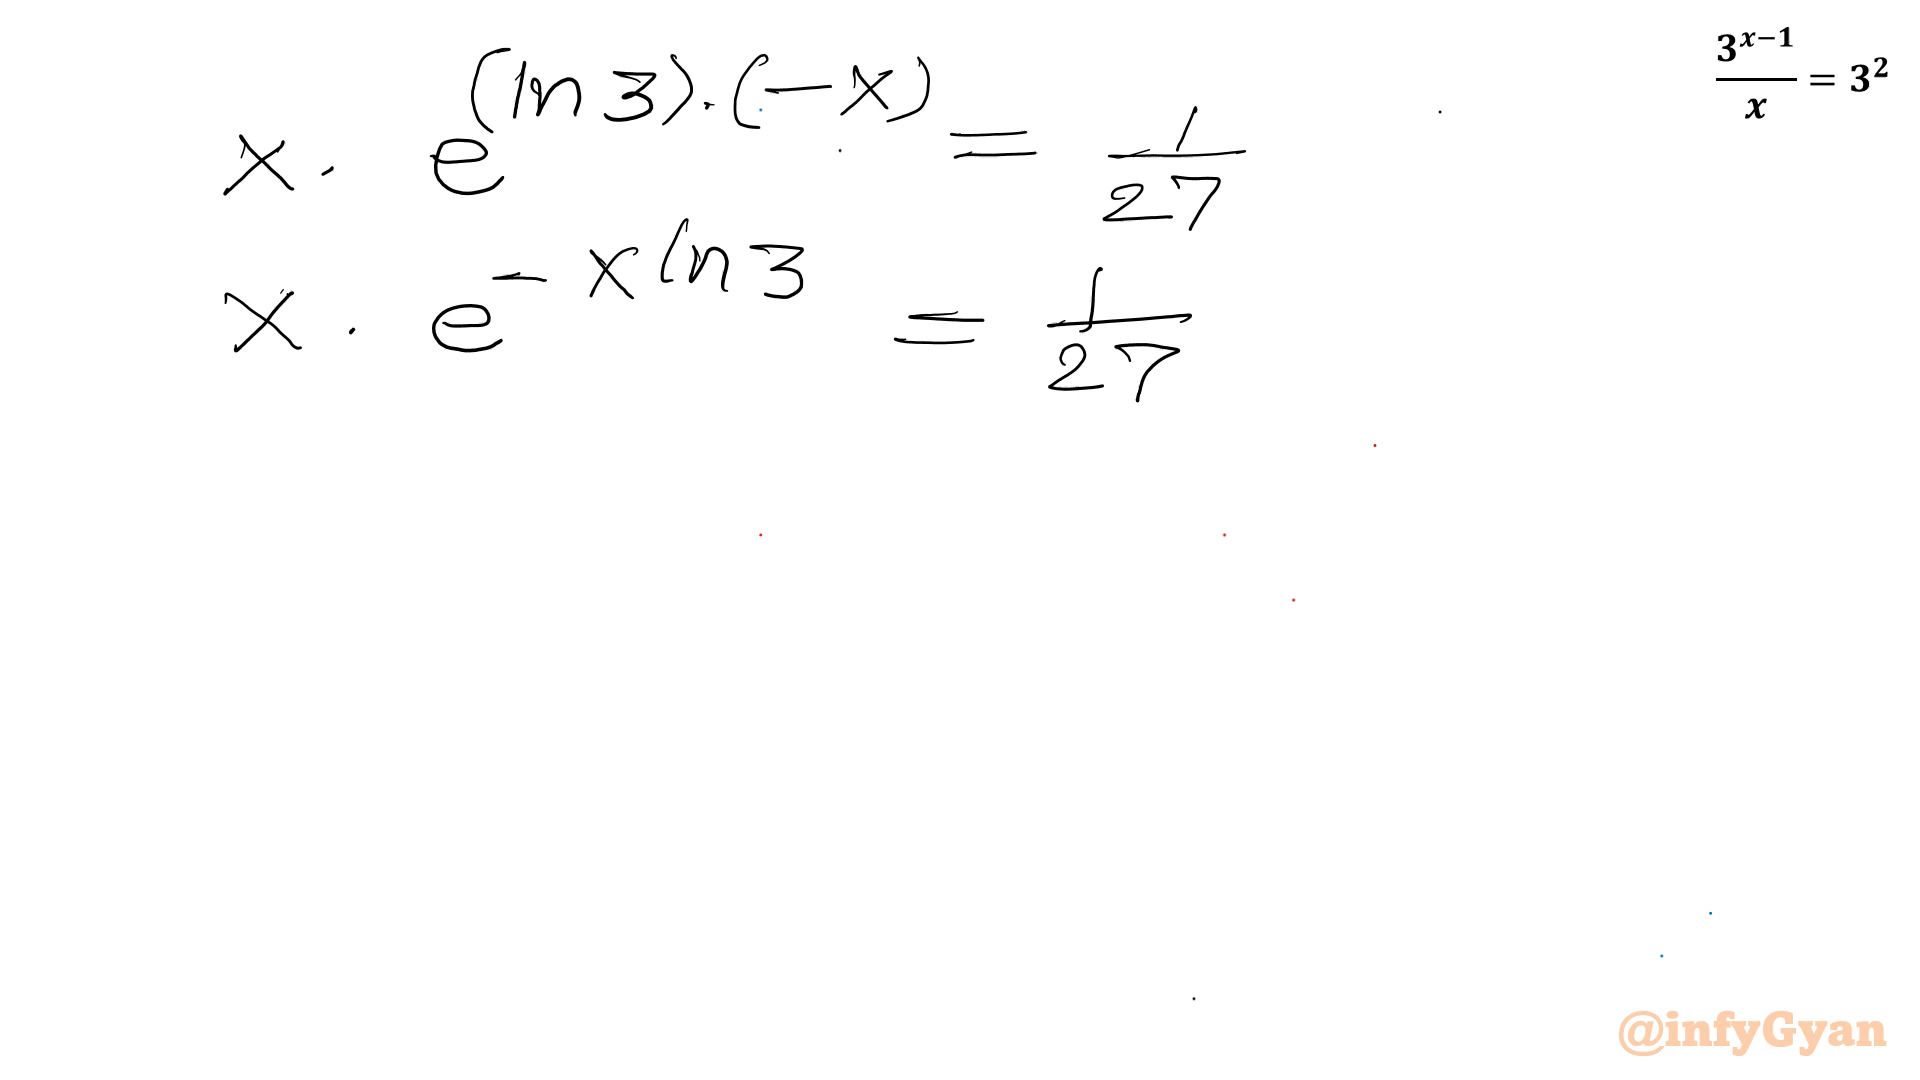 x · e^{(ln 3) · (−x)} = 1/27
x · e^{− x ln 3} = 1/27
3^{x−1}/x = 3^2
@infyGyan